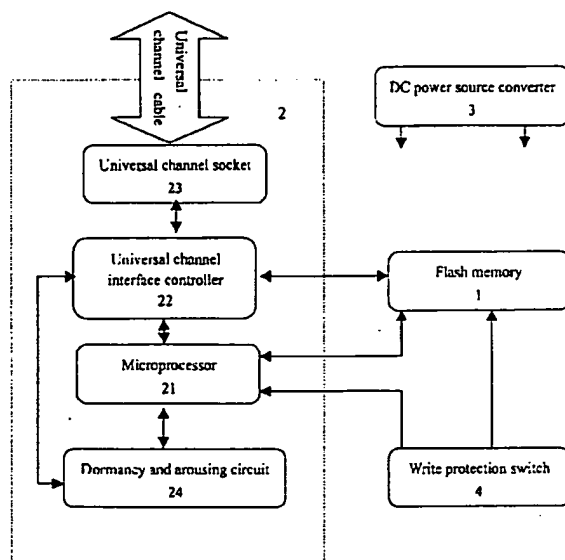 Universal
channel cable
2
DC power source converter
3
Universal channel socket
23
Universal channel
interface controller
22
Flash memory
1
Microprocessor
21
Dormancy and arousing circuit
24
Write protection switch
4